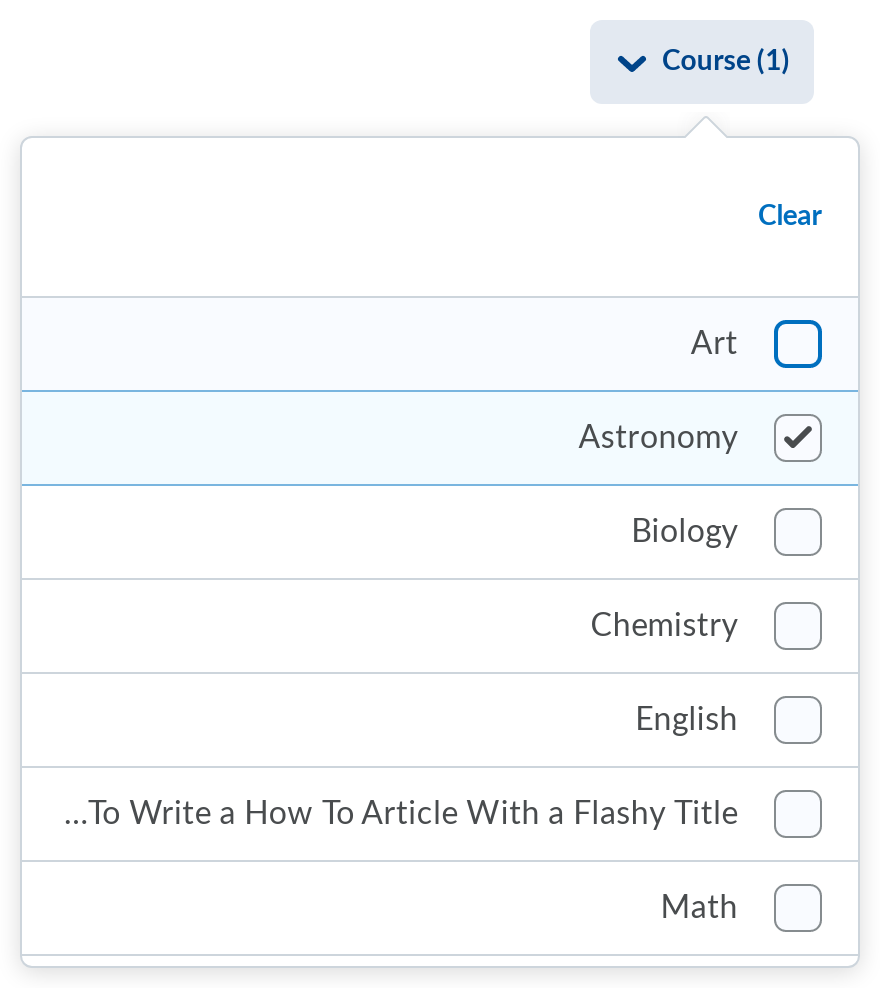 Course (1)
Clear
Art
Astronomy
Biology
Chemistry
English
...To Write a How To Article With a Flashy Title
Math